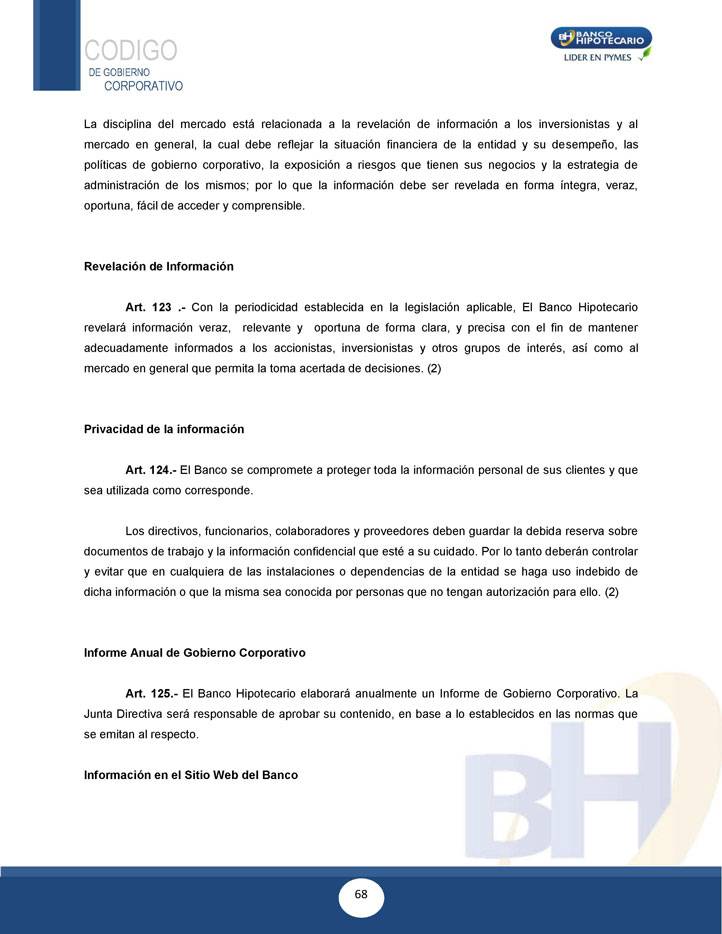 CODIGO
DE GOBIERNO
CORPORATIVO
BH BANCO
HIPOTECARIO
LIDER EN PYMES
La disciplina del mercado está relacionada a la revelación de información a los inversionistas y al
mercado en general, la cual debe reflejar la situación financiera de la entidad y su desempeño, las
políticas de gobierno corporativo, la exposición a riesgos que tienen sus negocios y la estrategia de
administración de los mismos; por lo que la información debe ser revelada en forma íntegra, veraz,
oportuna, fácil de acceder y comprensible.
Revelación de Información
Art. 123 .- Con la periodicidad establecida en la legislación aplicable, El Banco Hipotecario
revelará información veraz, relevante y oportuna de forma clara, y precisa con el fin de mantener
adecuadamente informados a los accionistas, inversionistas y otros grupos de interés, así como al
mercado en general que permita la toma acertada de decisiones. (2)
Privacidad de la información
Art. 124.- El Banco se compromete a proteger toda la información personal de sus clientes y que
sea utilizada como corresponde.
Los directivos, funcionarios, colaboradores y proveedores deben guardar la debida reserva sobre
documentos de trabajo y la información confidencial que esté a su cuidado. Por lo tanto deberán controlar
y evitar que en cualquiera de las instalaciones o dependencias de la entidad se haga uso indebido de
dicha información o que la misma sea conocida por personas que no tengan autorización para ello. (2)
Informe Anual de Gobierno Corporativo
Art. 125.- El Banco Hipotecario elaborará anualmente un Informe de Gobierno Corporativo. La
Junta Directiva será responsable de aprobar su contenido, en base a lo establecidos en las normas que
se emitan al respecto.
Información en el Sitio Web del Banco
BH
68